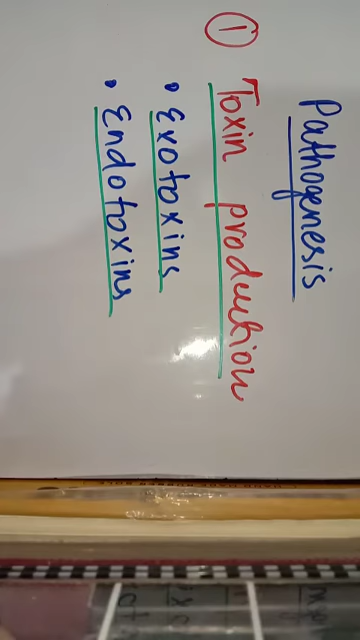 Pathogenesis
① Toxin production
• Exotoxins
• Endotoxins